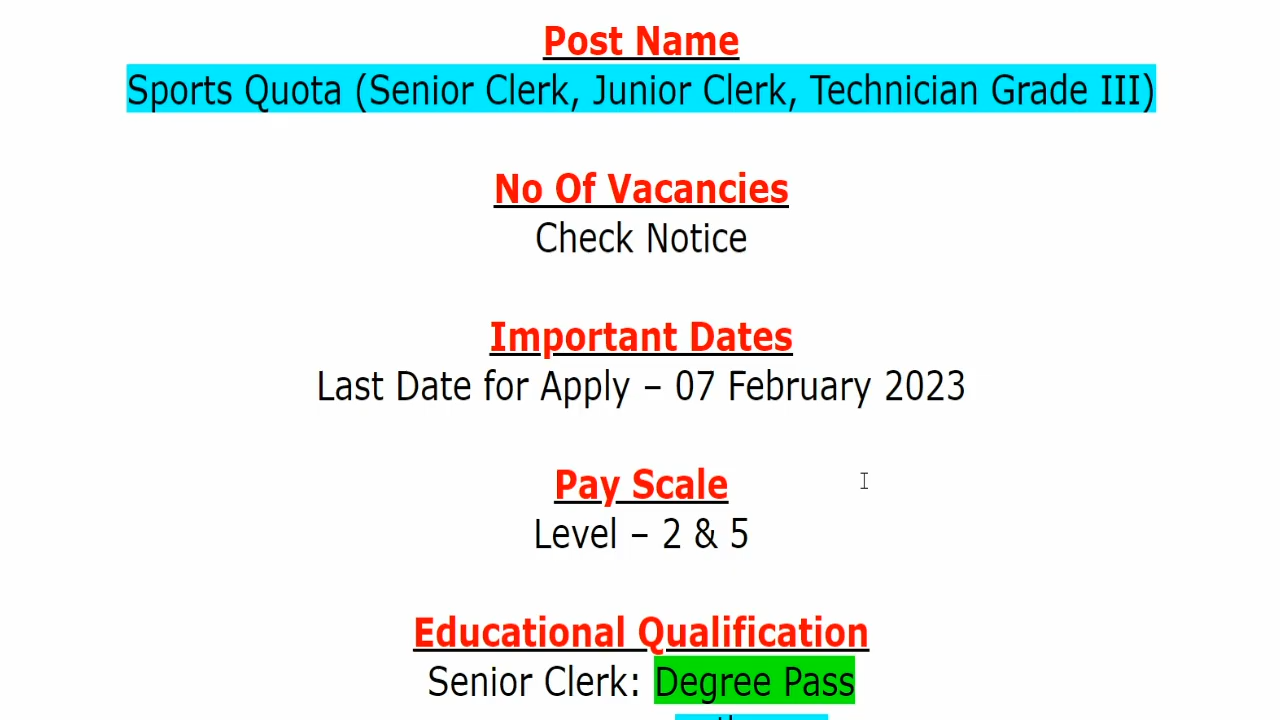 Post Name
Sports Quota (Senior Clerk, Junior Clerk, Technician Grade III)
No Of Vacancies
Check Notice
Important Dates
Last Date for Apply – 07 February 2023
Pay Scale
Level – 2 & 5
Educational Qualification
Senior Clerk: Degree Pass